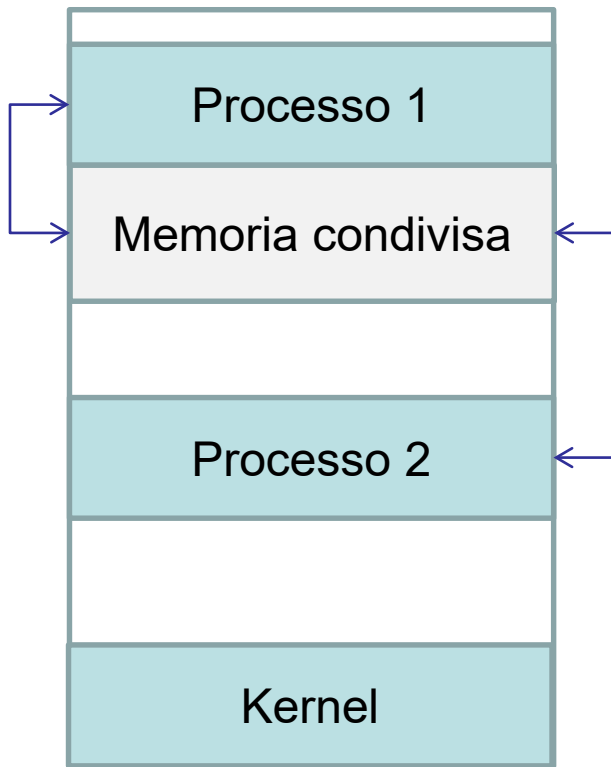 Processo 1
Memoria condivisa
Processo 2
Kernel